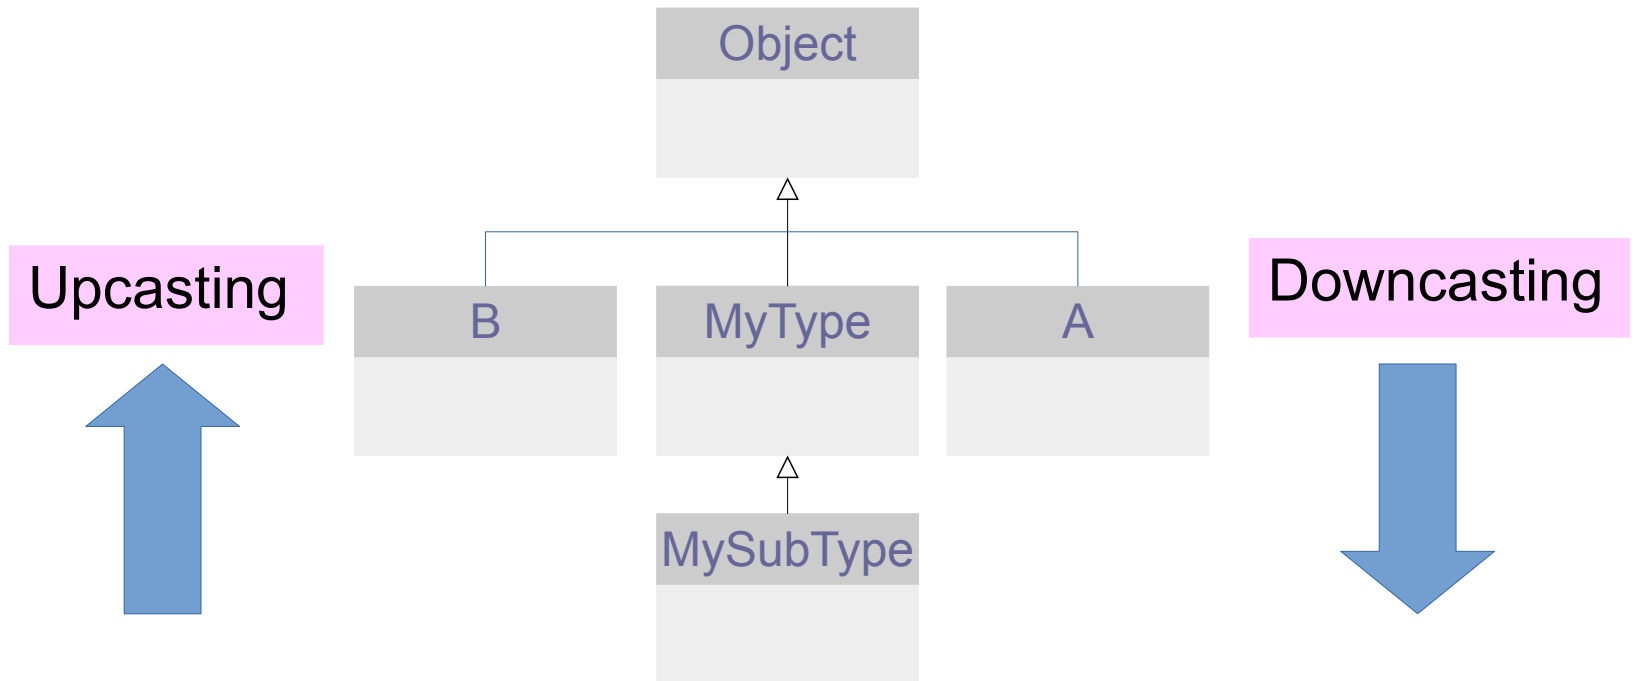 Object
Upcasting
Downcasting
B
MyType
A
MySubType